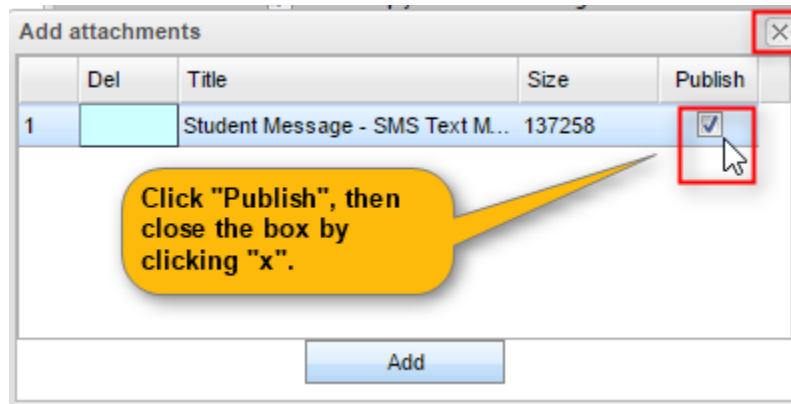 Add attachments
Del Title Size Publish
1 Student Message - SMS Text M... 137258
Click "Publish", then
close the box by
clicking "x".
Add